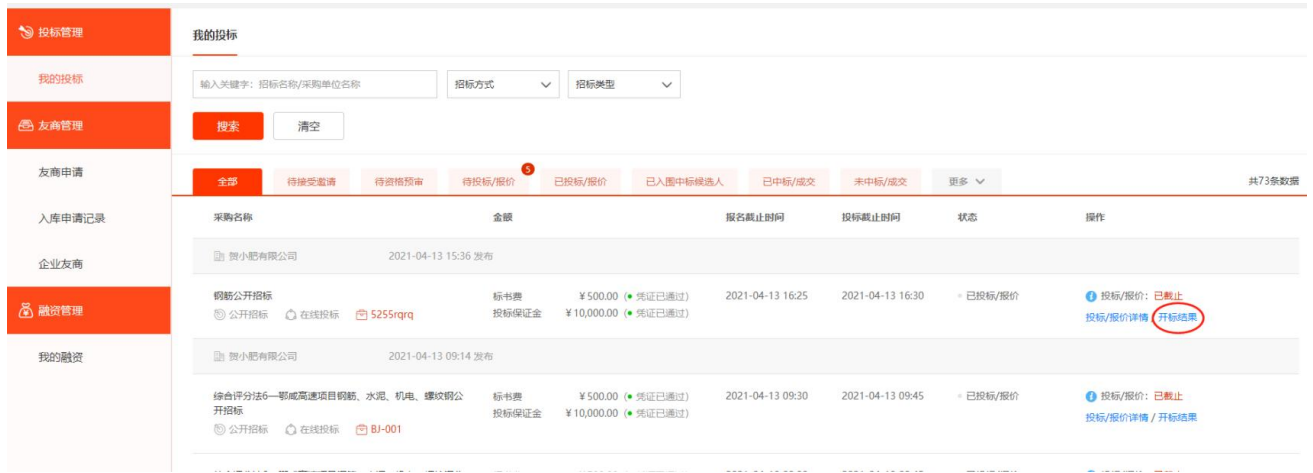 投标管理
我的投标
友商管理
友商申请
入库申请记录
企业友商
融资管理
我的融资
我的投标
输入关键字：招标名称/采购单位名称 招标方式 招标类型
搜索 清空
全部 待接受邀请 待资格预审 待投标/报价 5 已投标/报价 已入围中标候选人 已中标/成交 未中标/成交 更多 共73条数据
采购名称 金额 报名截止时间 投标截止时间 状态 操作
贺小肥有限公司 2021-04-13 15:36 发布
钢筋公开招标 标书费 ¥500.00 (● 凭证已通过) 2021-04-13 16:25 2021-04-13 16:30 已投标/报价 投标/报价：已截止
公开招标 在线投标 5255rqrq 投标保证金 ¥10,000.00 (● 凭证已通过) 投标/报价详情 / 开标结果
贺小肥有限公司 2021-04-13 09:14 发布
综合评分法6—鄂咸高速项目钢筋、水泥、机电、螺纹钢公 标书费 ¥500.00 (● 凭证已通过) 2021-04-13 09:30 2021-04-13 09:45 已投标/报价 投标/报价：已截止
开招标 投标保证金 ¥10,000.00 (● 凭证已通过) 投标/报价详情 / 开标结果
公开招标 在线投标 BJ-001